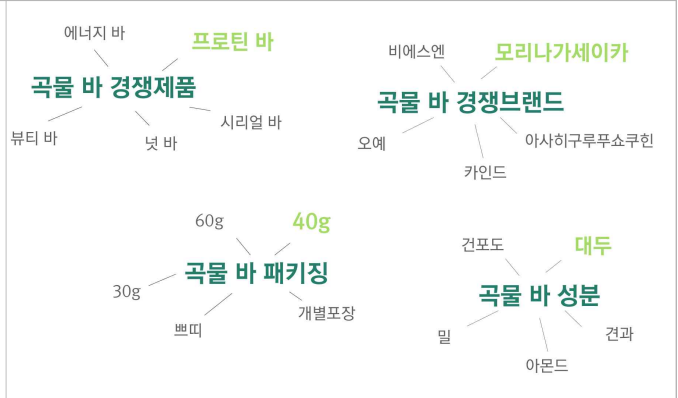 에너지 바
프로틴 바
곡물 바 경쟁제품
시리얼 바
뷰티 바
넛 바
비에스엔
모리나가세이카
곡물 바 경쟁브랜드
오예
아사히구루푸쇼쿠힌
카인드
60g
40g
곡물 바 패키징
30g
개별포장
쁘띠
건포도
대두
곡물 바 성분
밀
견과
아몬드